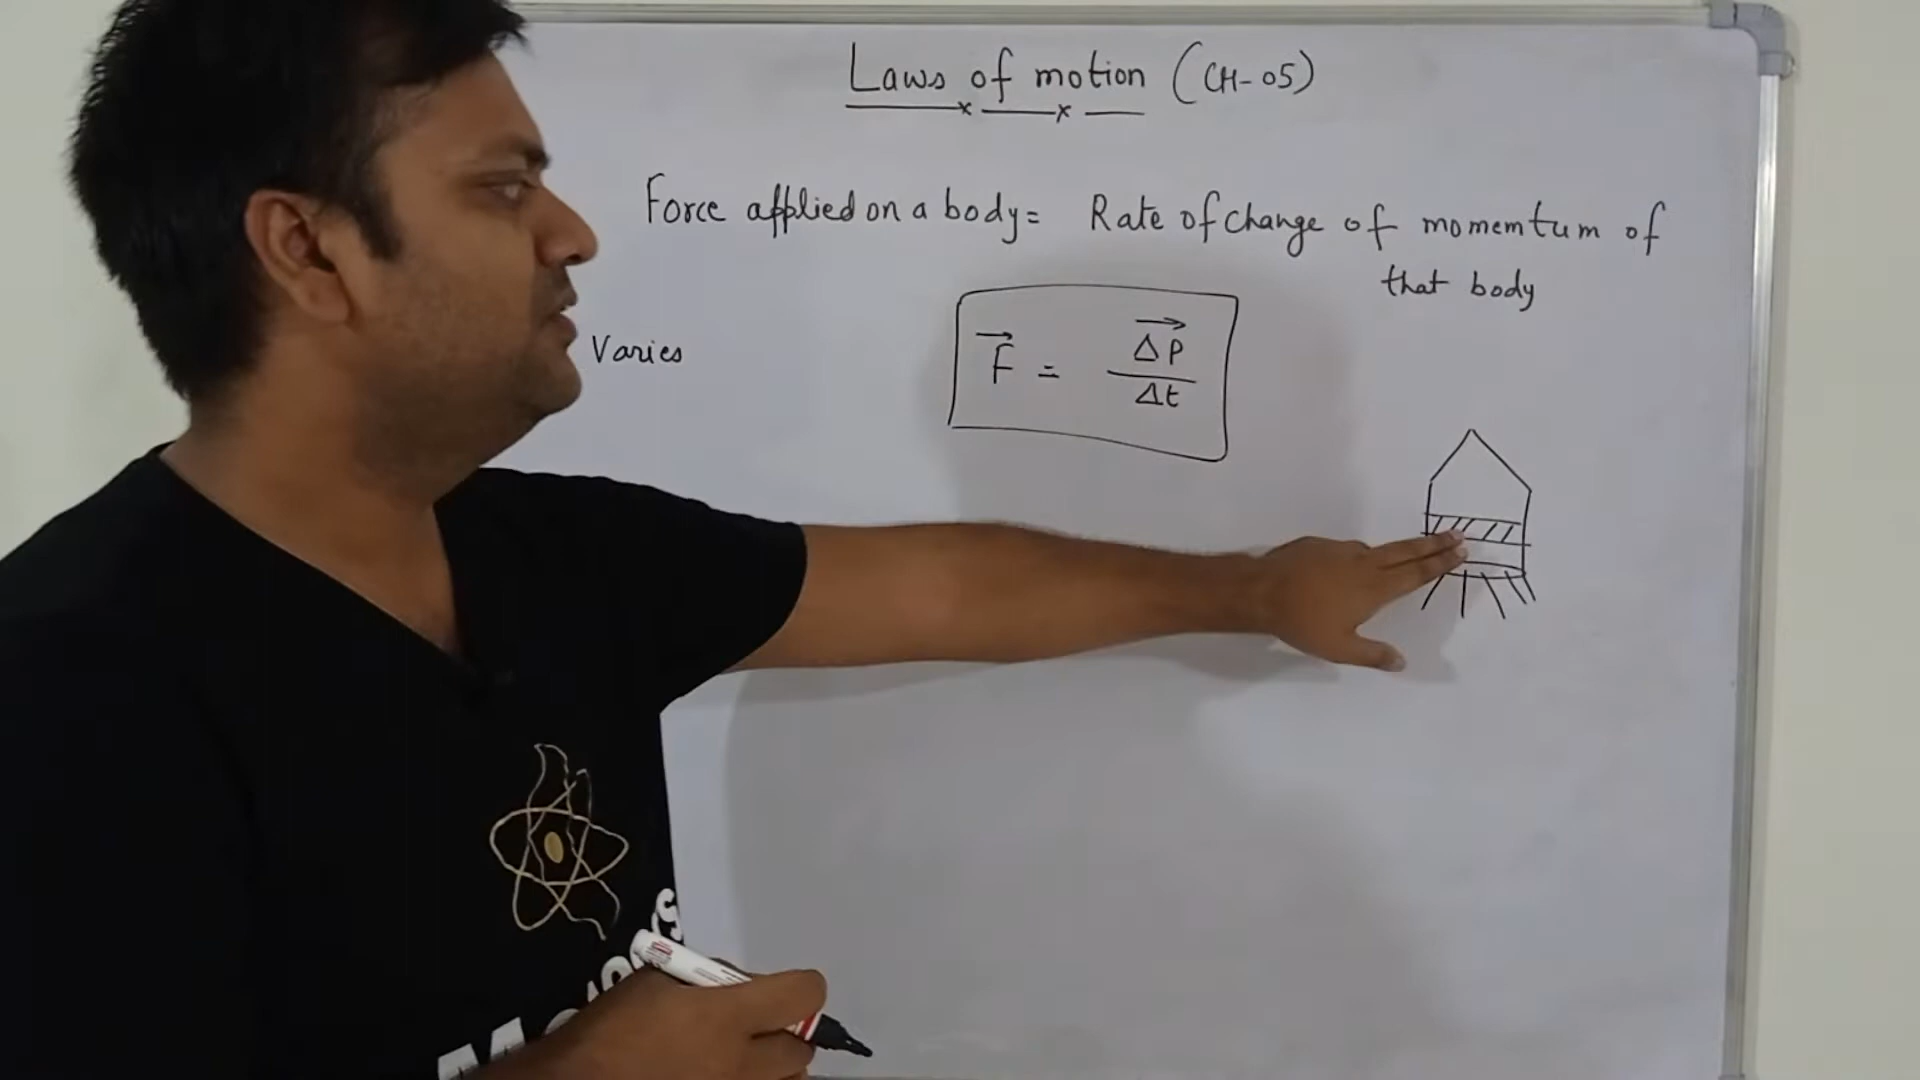 Laws of motion (CH-05)
Force applied on a body = Rate of change of momemtum of
that body
Varies
F = Δp
Δt